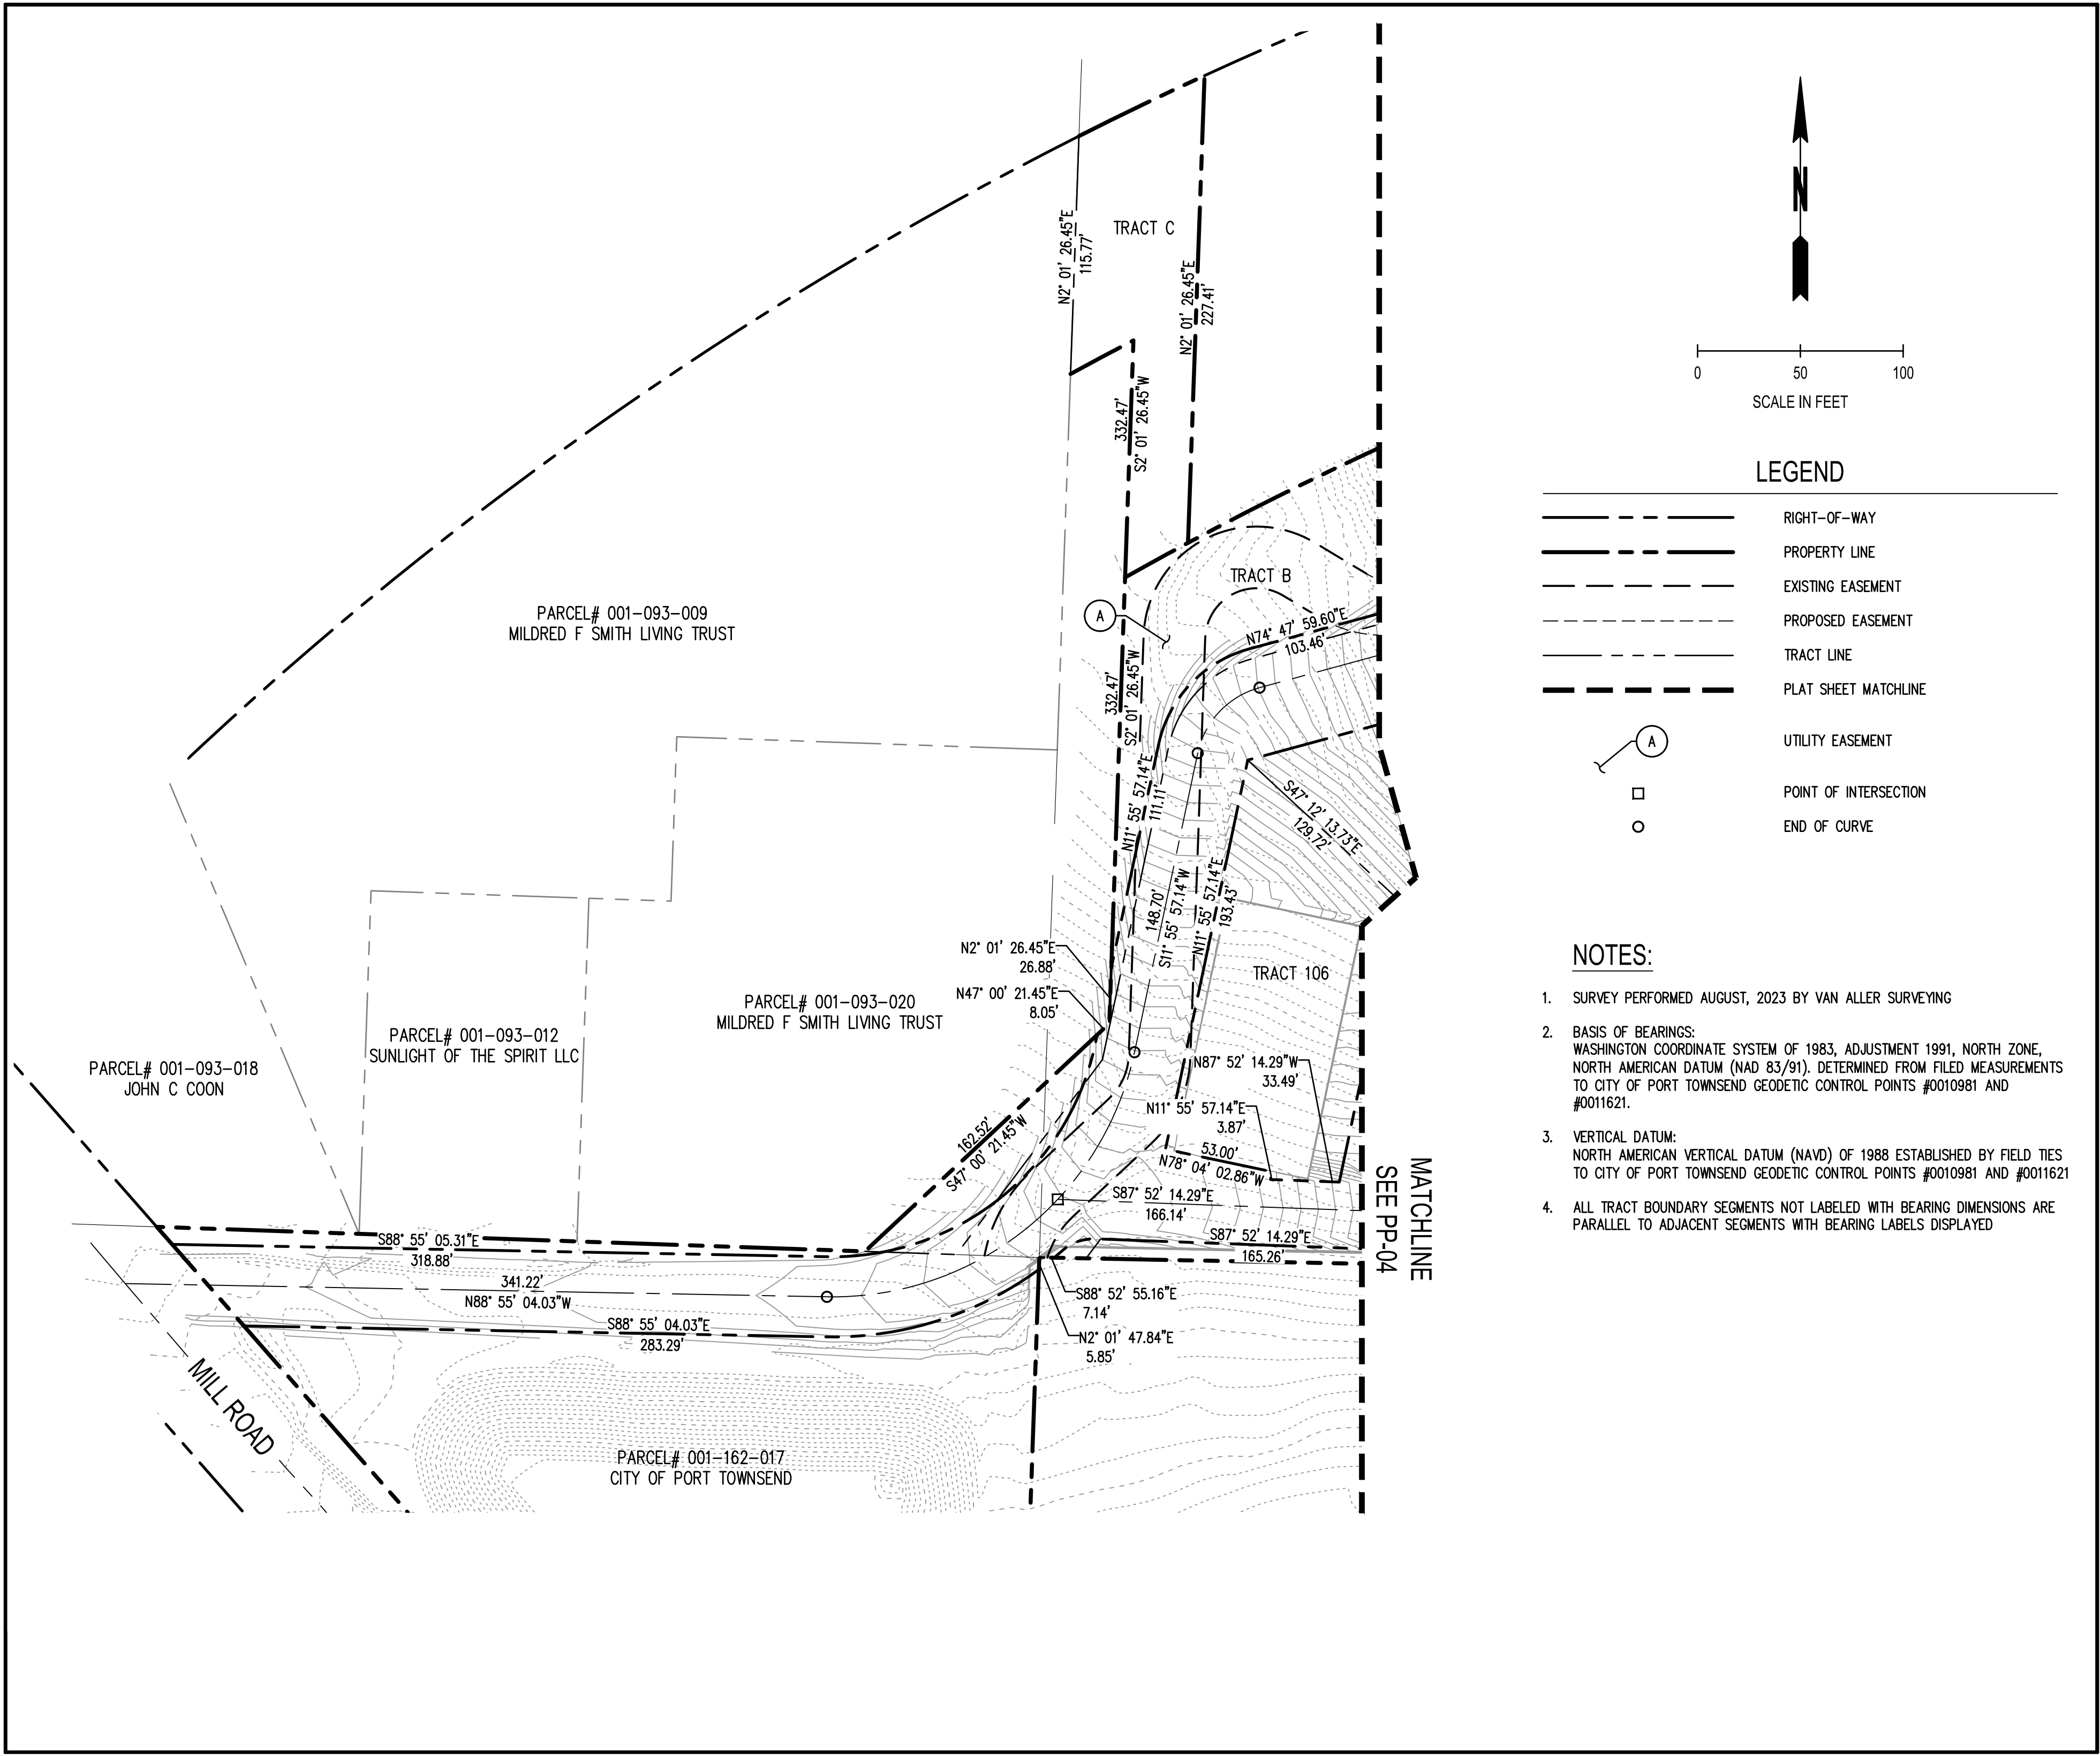 N2° 01' 26.45"E
115.77'
TRACT C
N2° 01' 26.45"E
227.41'
332.47'
S2° 01' 26.45"W
N
0 50 100
SCALE IN FEET
LEGEND
RIGHT-OF-WAY
PROPERTY LINE
EXISTING EASEMENT
PROPOSED EASEMENT
TRACT LINE
PLAT SHEET MATCHLINE
A
UTILITY EASEMENT
POINT OF INTERSECTION
END OF CURVE
TRACT B
A
PARCEL# 001-093-009
MILDRED F SMITH LIVING TRUST
N74° 47' 59.60"E
103.46'
332.47'
S2° 01' 26.45"W
N11° 55' 57.14"E
111.11'
S47° 12' 13.73"E
129.72'
148.70'
S11° 55' 57.14"W
N11° 55' 57.14"E
193.43'
N2° 01' 26.45"E
26.88'
N47° 00' 21.45"E
8.05'
TRACT 106
PARCEL# 001-093-020
MILDRED F SMITH LIVING TRUST
PARCEL# 001-093-012
SUNLIGHT OF THE SPIRIT LLC
PARCEL# 001-093-018
JOHN C COON
N87° 52' 14.29"W
33.49'
N11° 55' 57.14"E
3.87'
53.00'
N78° 04' 02.86"W
162.52'
S47° 00' 21.45"W
S87° 52' 14.29"E
166.14'
S87° 52' 14.29"E
165.26'
S88° 55' 05.31"E
318.88'
341.22'
N88° 55' 04.03"W
S88° 55' 04.03"E
283.29'
S88° 52' 55.16"E
7.14'
N2° 01' 47.84"E
5.85'
MATCHLINE
SEE PP-04
MILL ROAD
PARCEL# 001-162-017
CITY OF PORT TOWNSEND
NOTES:
1. SURVEY PERFORMED AUGUST, 2023 BY VAN ALLER SURVEYING
2. BASIS OF BEARINGS:
WASHINGTON COORDINATE SYSTEM OF 1983, ADJUSTMENT 1991, NORTH ZONE,
NORTH AMERICAN DATUM (NAD 83/91). DETERMINED FROM FILED MEASUREMENTS
TO CITY OF PORT TOWNSEND GEODETIC CONTROL POINTS #0010981 AND
#0011621.
3. VERTICAL DATUM:
NORTH AMERICAN VERTICAL DATUM (NAVD) OF 1988 ESTABLISHED BY FIELD TIES
TO CITY OF PORT TOWNSEND GEODETIC CONTROL POINTS #0010981 AND #0011621
4. ALL TRACT BOUNDARY SEGMENTS NOT LABELED WITH BEARING DIMENSIONS ARE
PARALLEL TO ADJACENT SEGMENTS WITH BEARING LABELS DISPLAYED